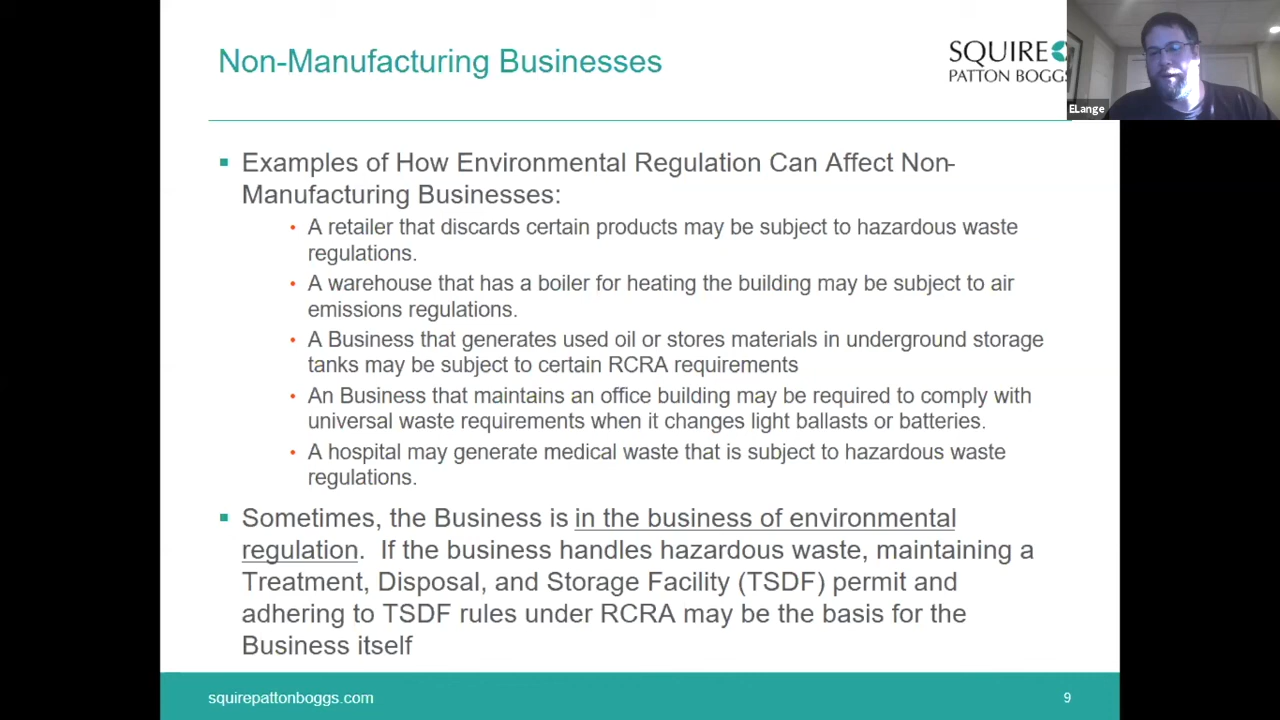 Non-Manufacturing Businesses
SQUIRE
PATTON BOGGS
ELange
▪ Examples of How Environmental Regulation Can Affect Non-
Manufacturing Businesses:
• A retailer that discards certain products may be subject to hazardous waste
regulations.
• A warehouse that has a boiler for heating the building may be subject to air
emissions regulations.
• A Business that generates used oil or stores materials in underground storage
tanks may be subject to certain RCRA requirements
• An Business that maintains an office building may be required to comply with
universal waste requirements when it changes light ballasts or batteries.
• A hospital may generate medical waste that is subject to hazardous waste
regulations.
▪ Sometimes, the Business is in the business of environmental
regulation. If the business handles hazardous waste, maintaining a
Treatment, Disposal, and Storage Facility (TSDF) permit and
adhering to TSDF rules under RCRA may be the basis for the
Business itself
squirepattonboggs.com
9